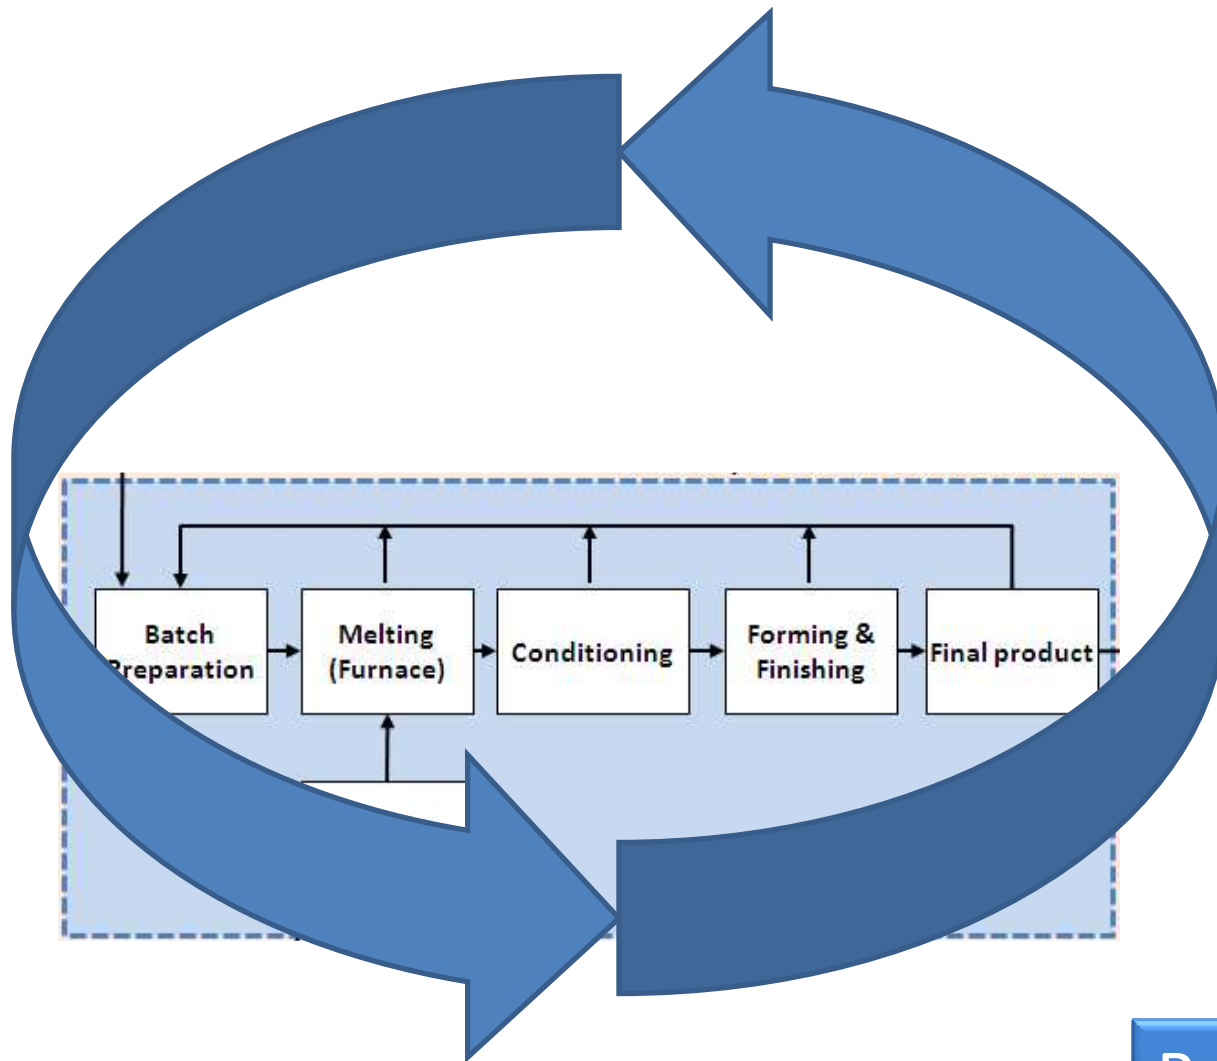 Batch
Preparation
Melting
(Furnace)
Conditioning
Forming &
Finishing
Final product